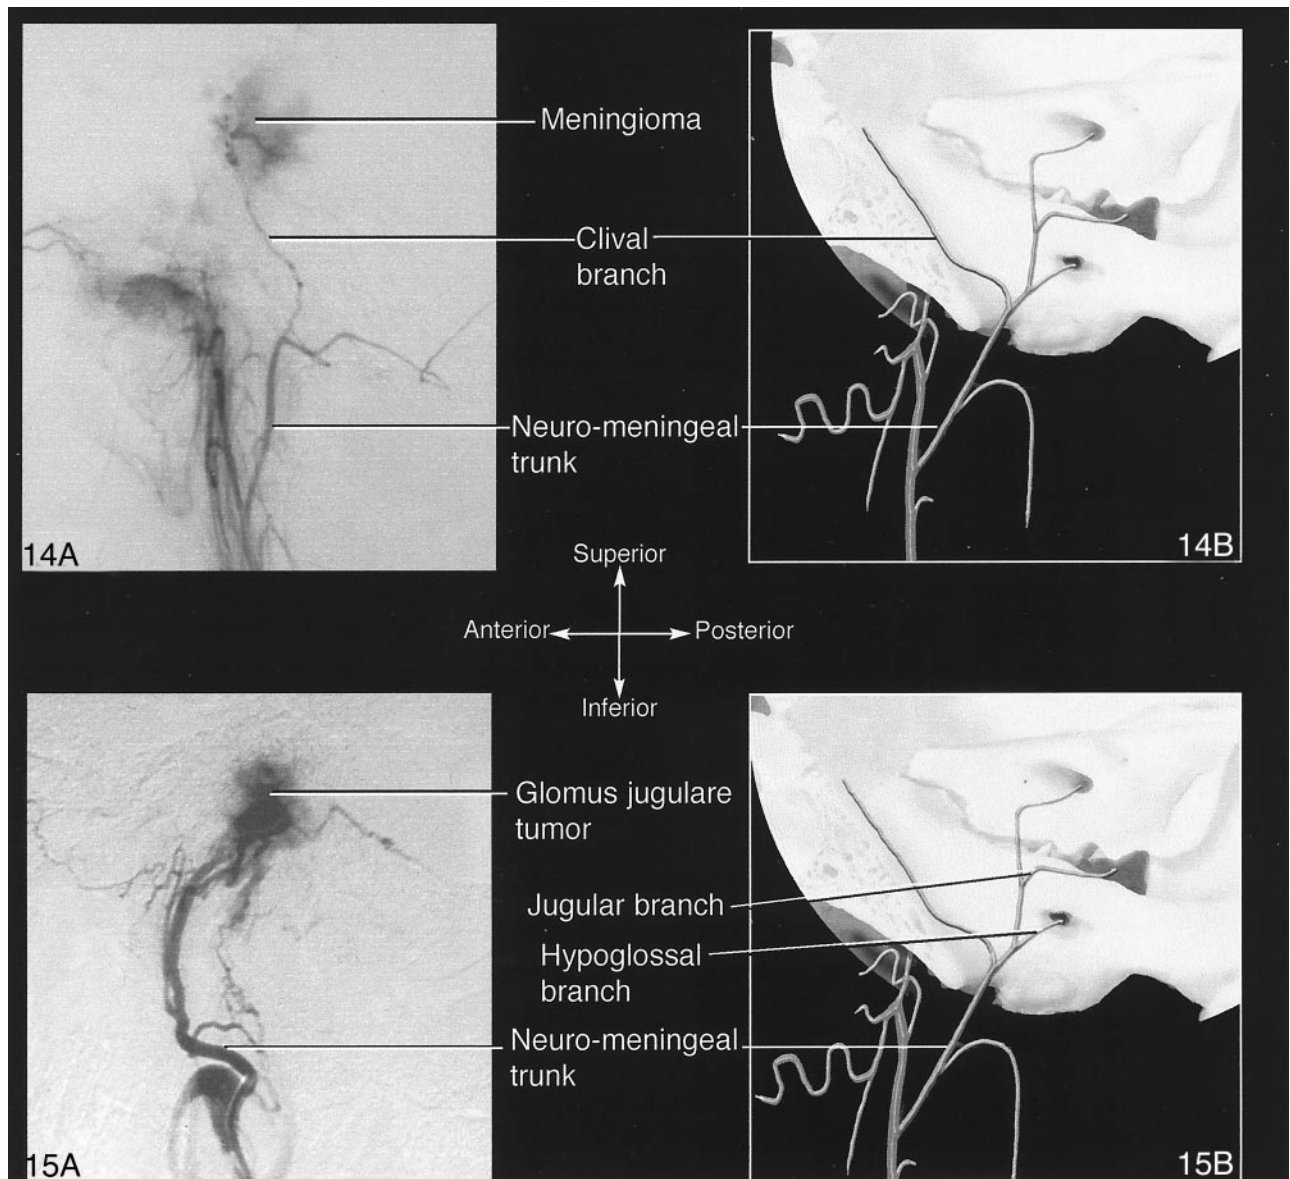 Meningioma
Clival
branch
Neuro-meningeal
trunk
14A
14B
Superior
Anterior
Posterior
Inferior
Glomus jugulare
tumor
Jugular branch
Hypoglossal
branch
Neuro-meningeal
trunk
15A
15B